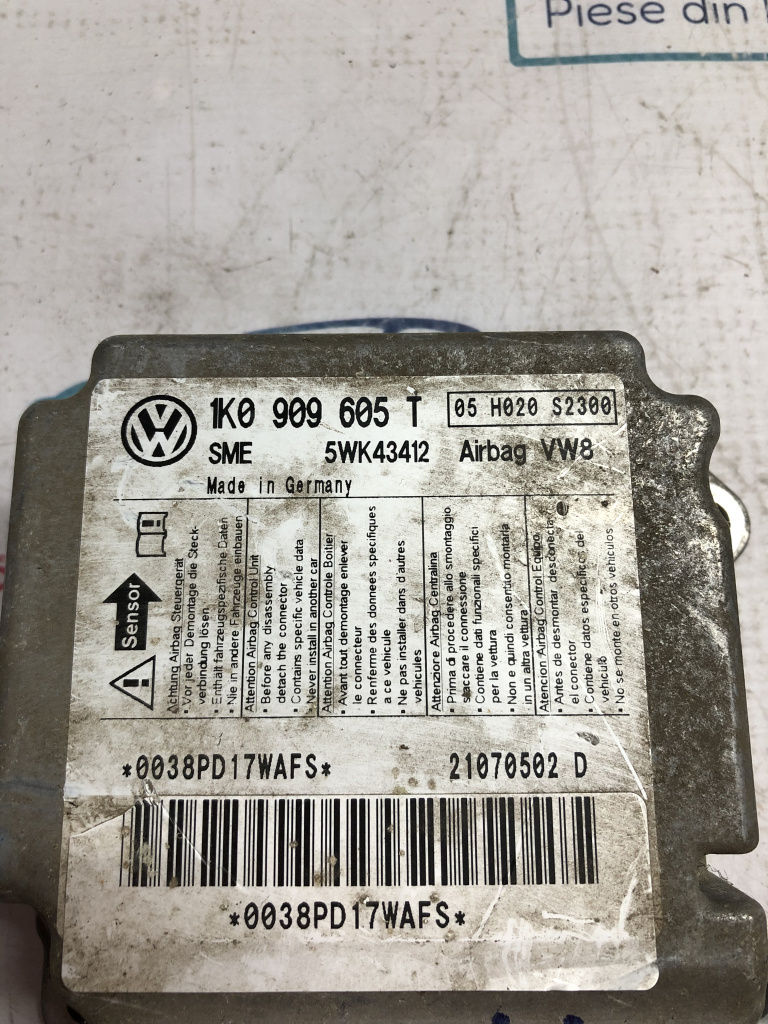 Piese din
1K0 909 605 T
05 H020 S2300
SME 5WK43412 Airbag VW8
Made in Germany
Sensor
Achtung Airbag Steuergerät
• Vor jeder Demontage die Steck-
verbindung lösen
• Enthält fahrzeugspezifische Daten
• Nie in andere Fahrzeuge einbauen
Attention Airbag Control Unit
• Before any disassembly
detach the connector
• Contains specific vehicle data
• Never install in another car
Attention Airbag Controle Boitier
• Avant tout demontage enlever
le connecteur
• Renferme des données specifiques
a ce vehicule
• Ne pas installer dans d'autres
vehicules
Attenzione Airbag Centralina
• Prima di procedere allo smontaggio
staccare il connessione
• Contiene dati funzionali specifici
per la vettura
• Non e quindi consentito montarla
in un altra vettura
Atencion Airbag Control Equipo
• Antes de desmontar desconecta
el conector
• Contiene datos especificos del
vehiculo
• No se monte en otros vehiculos
*0038PD17WAFS* 21070502 D
*0038PD17WAFS*